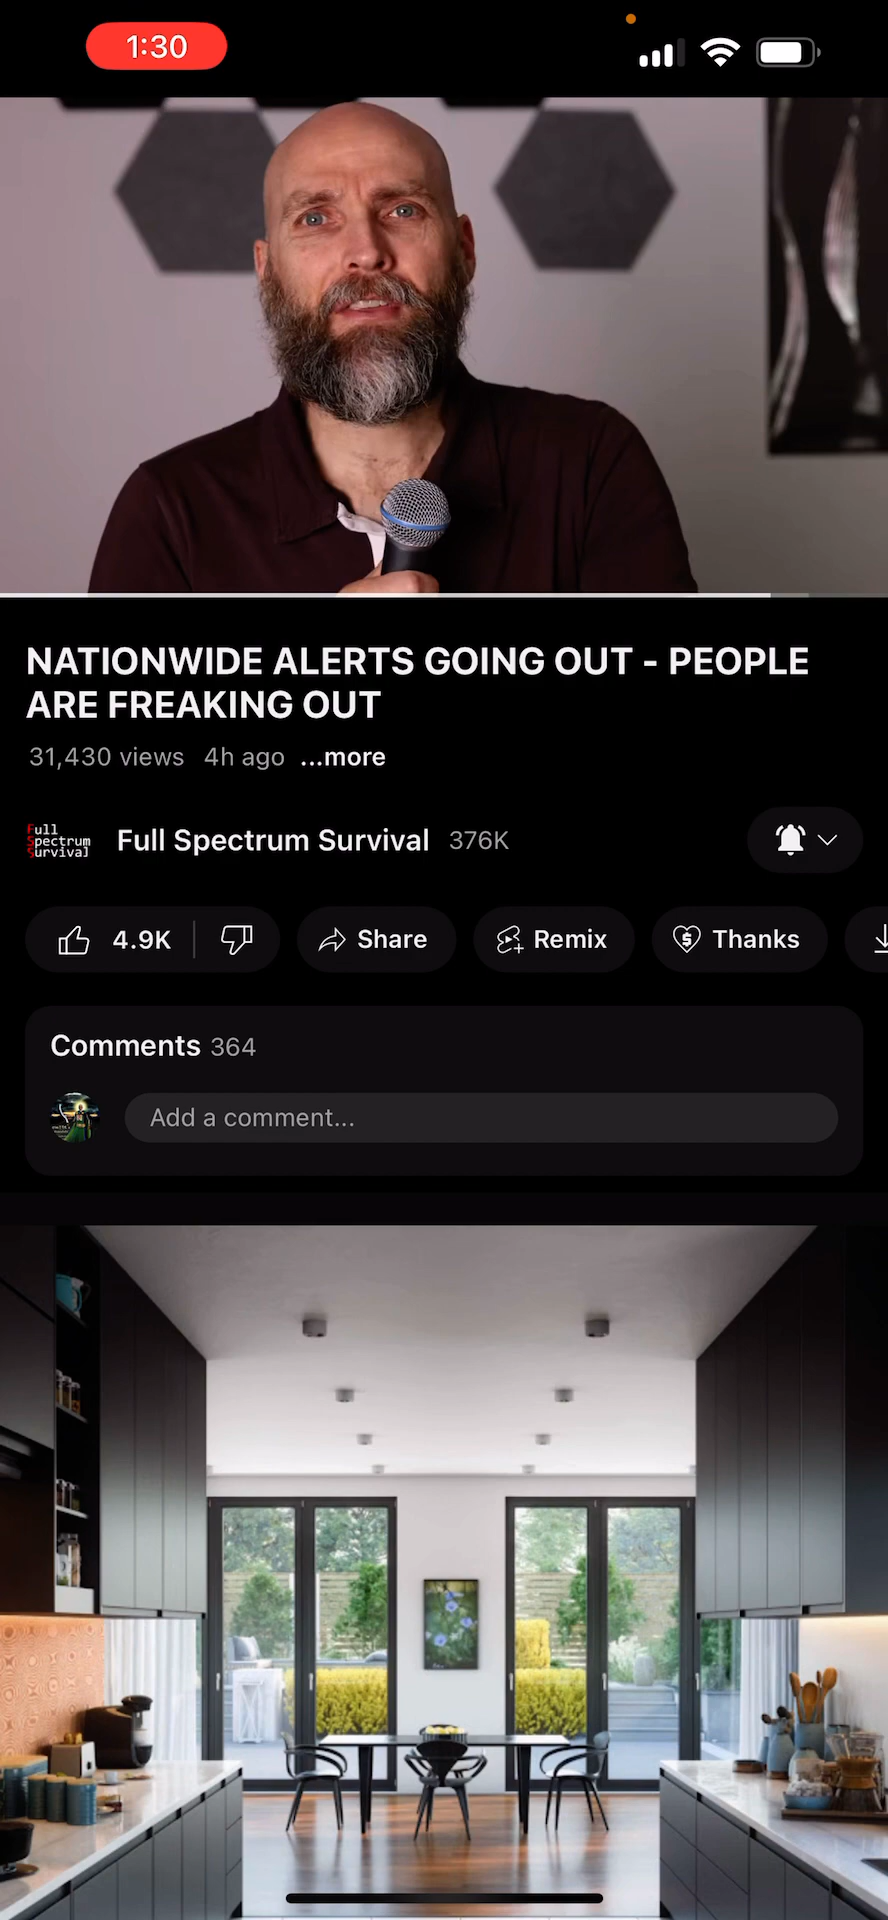 1:30
NATIONWIDE ALERTS GOING OUT - PEOPLE
ARE FREAKING OUT
31,430 views 4h ago ...more
Full
Spectrum
Survival
Full Spectrum Survival 376K
4.9K Share Remix Thanks
Comments 364
Add a comment...